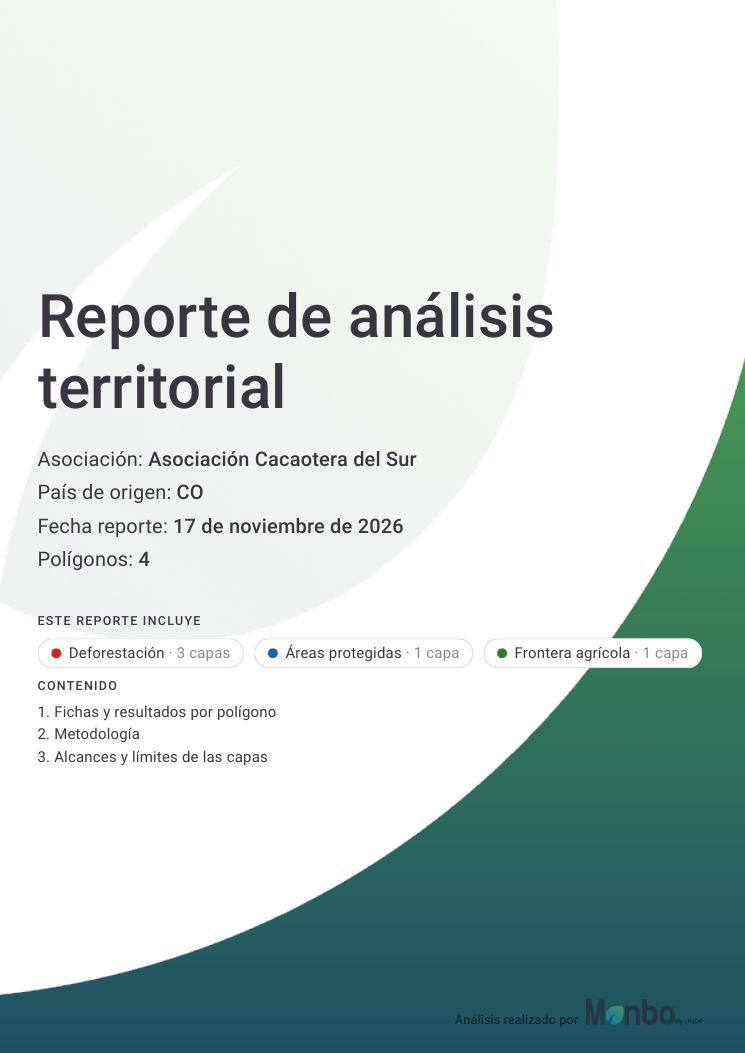 Reporte de análisis
territorial
Asociación: Asociación Cacaotera del Sur
País de origen: CO
Fecha reporte: 17 de noviembre de 2026
Polígonos: 4
ESTE REPORTE INCLUYE
Deforestación · 3 capas
Áreas protegidas · 1 capa
Frontera agrícola · 1 capa
CONTENIDO
1. Fichas y resultados por polígono
2. Metodología
3. Alcances y límites de las capas
Análisis realizado por Monbo By UNDP